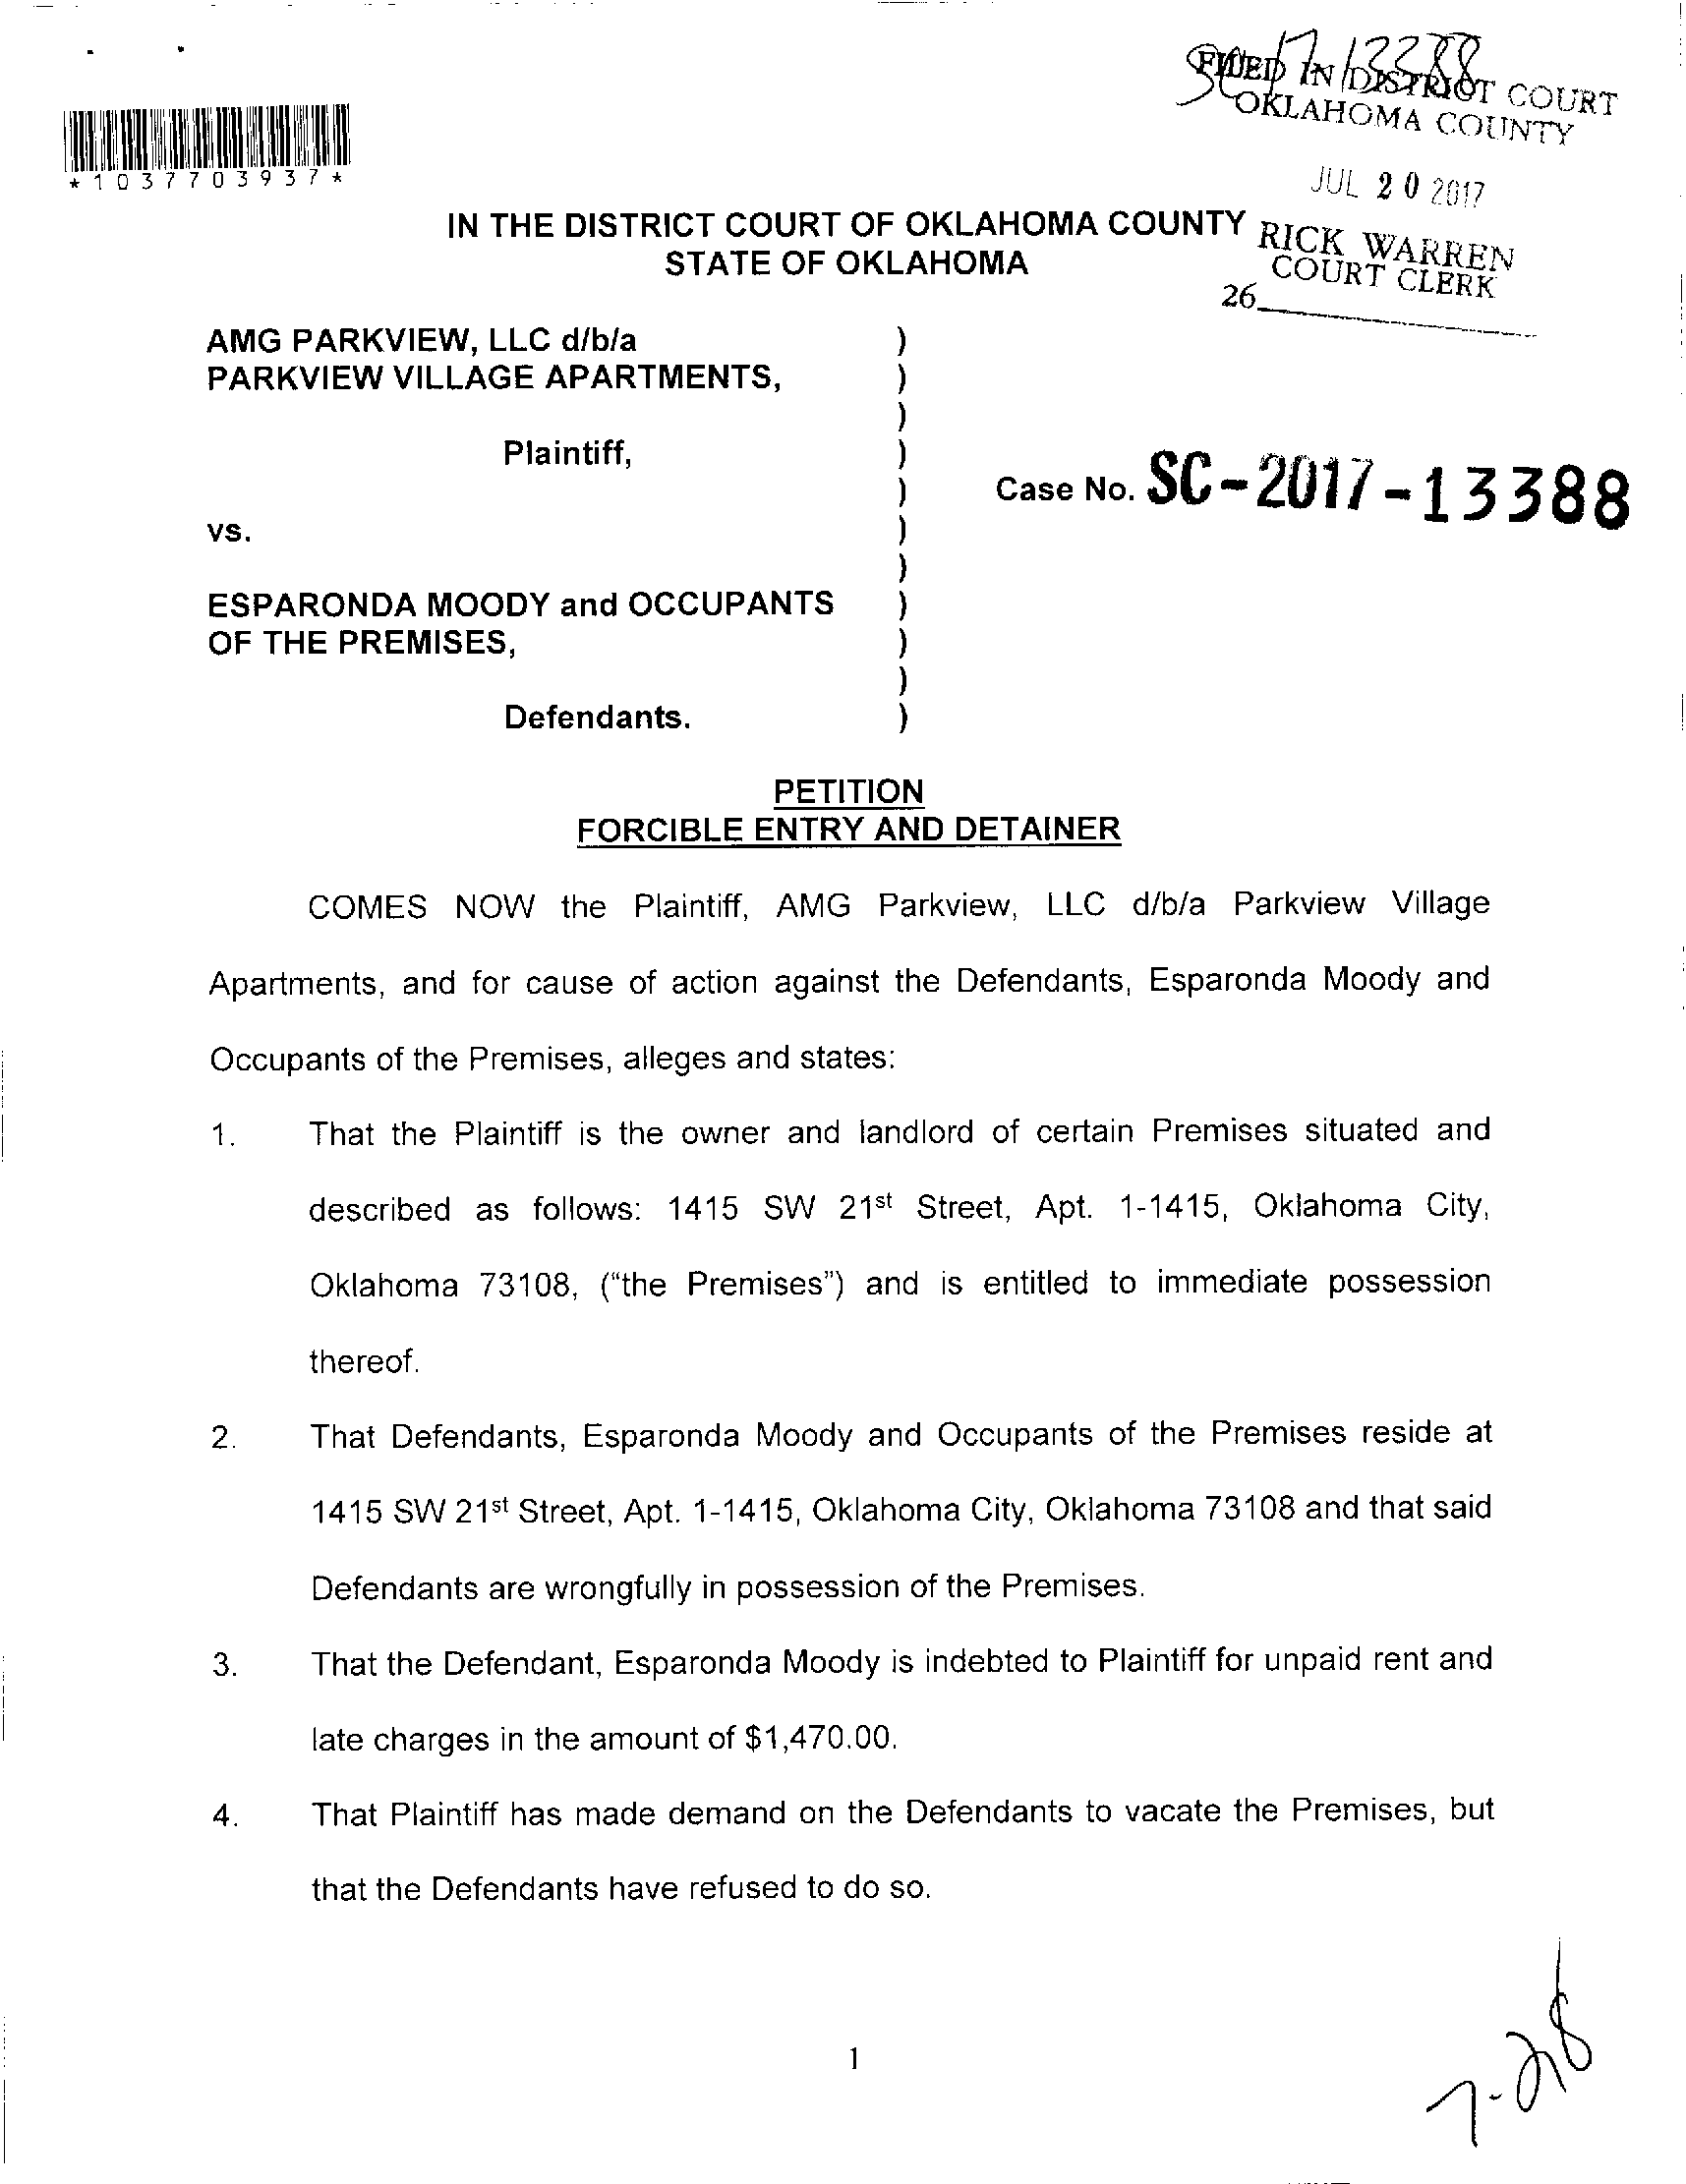 SC 17 13388
FILED IN DISTRICT COURT
OKLAHOMA COUNTY
*1037703937*
JUL 20 2017
IN THE DISTRICT COURT OF OKLAHOMA COUNTY
RICK WARREN
STATE OF OKLAHOMA
COURT CLERK
26
AMG PARKVIEW, LLC d/b/a )
PARKVIEW VILLAGE APARTMENTS, )
)
Plaintiff, )
) Case No. SC-2017-13388
vs. )
)
ESPARONDA MOODY and OCCUPANTS )
OF THE PREMISES, )
)
Defendants. )
PETITION
FORCIBLE ENTRY AND DETAINER
COMES NOW the Plaintiff, AMG Parkview, LLC d/b/a Parkview Village
Apartments, and for cause of action against the Defendants, Esparonda Moody and
Occupants of the Premises, alleges and states:
1. That the Plaintiff is the owner and landlord of certain Premises situated and
described as follows: 1415 SW 21st Street, Apt. 1-1415, Oklahoma City,
Oklahoma 73108, (“the Premises”) and is entitled to immediate possession
thereof.
2. That Defendants, Esparonda Moody and Occupants of the Premises reside at
1415 SW 21st Street, Apt. 1-1415, Oklahoma City, Oklahoma 73108 and that said
Defendants are wrongfully in possession of the Premises.
3. That the Defendant, Esparonda Moody is indebted to Plaintiff for unpaid rent and
late charges in the amount of $1,470.00.
4. That Plaintiff has made demand on the Defendants to vacate the Premises, but
that the Defendants have refused to do so.
1
7-28